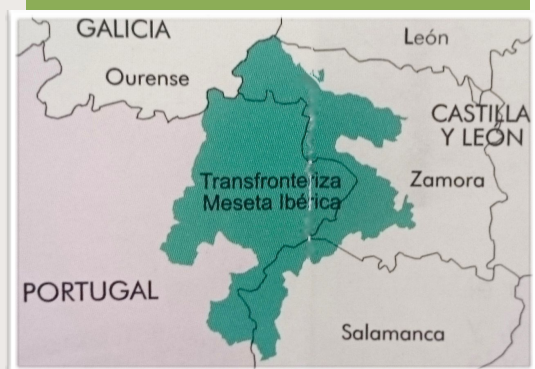 GALICIA
León
Ourense
CASTILLA
Y LEÓN
Transfronteriza
Meseta Ibérica
Zamora
PORTUGAL
Salamanca